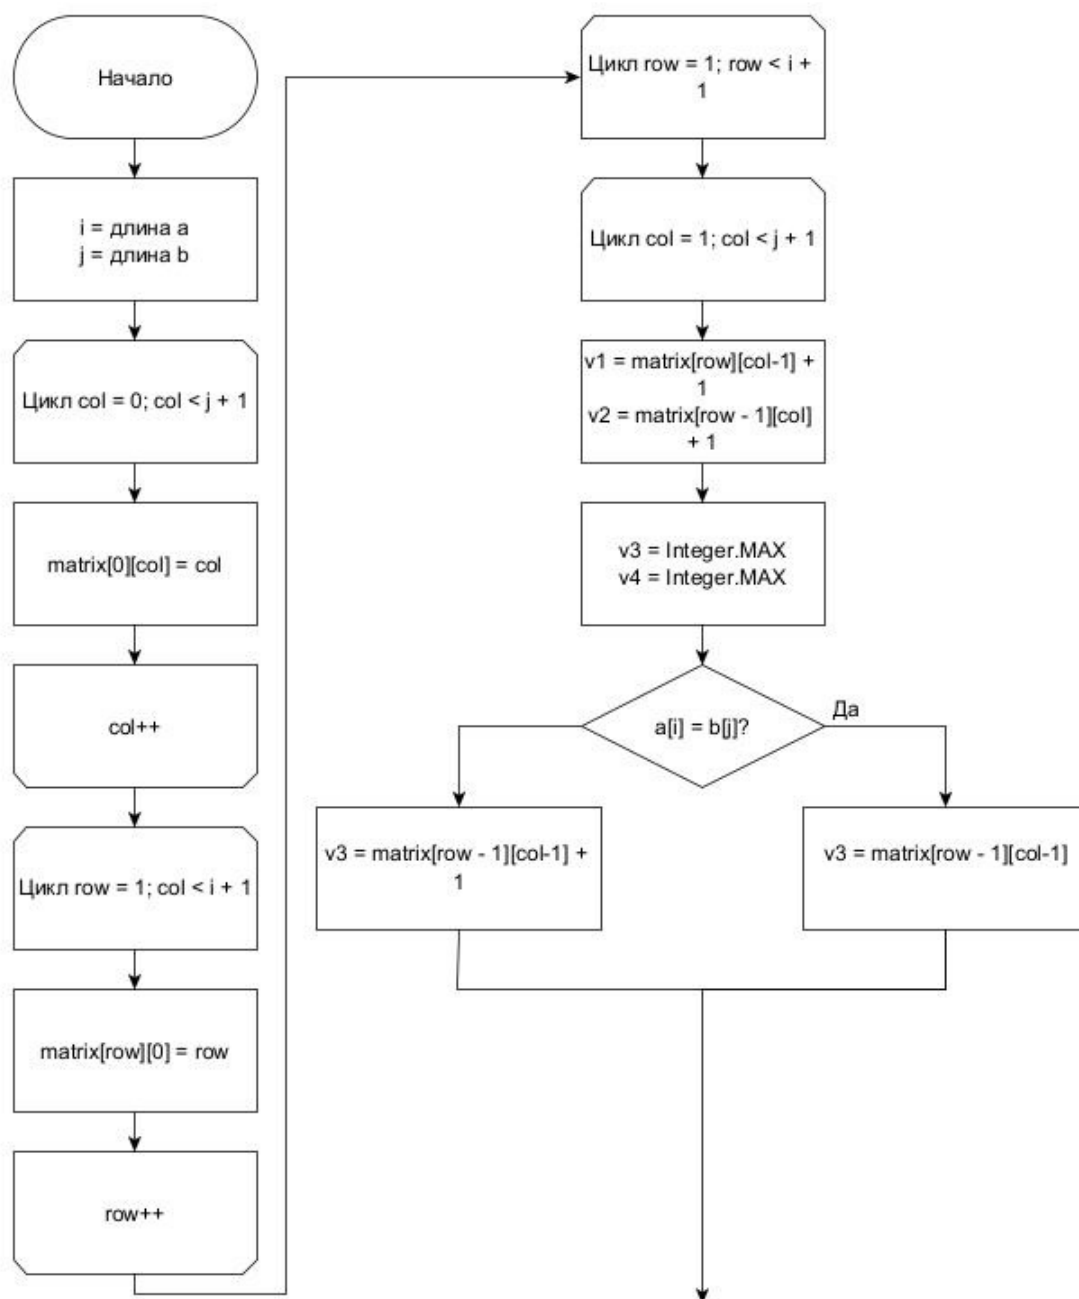 Начало
i = длина a
j = длина b
Цикл col = 0; col < j + 1
matrix[0][col] = col
col++
Цикл row = 1; col < i + 1
matrix[row][0] = row
row++
Цикл row = 1; row < i +
1
Цикл col = 1; col < j + 1
v1 = matrix[row][col-1] +
1
v2 = matrix[row - 1][col]
+ 1
v3 = Integer.MAX
v4 = Integer.MAX
a[i] = b[j]?
Да
v3 = matrix[row - 1][col-1] +
1
v3 = matrix[row - 1][col-1]